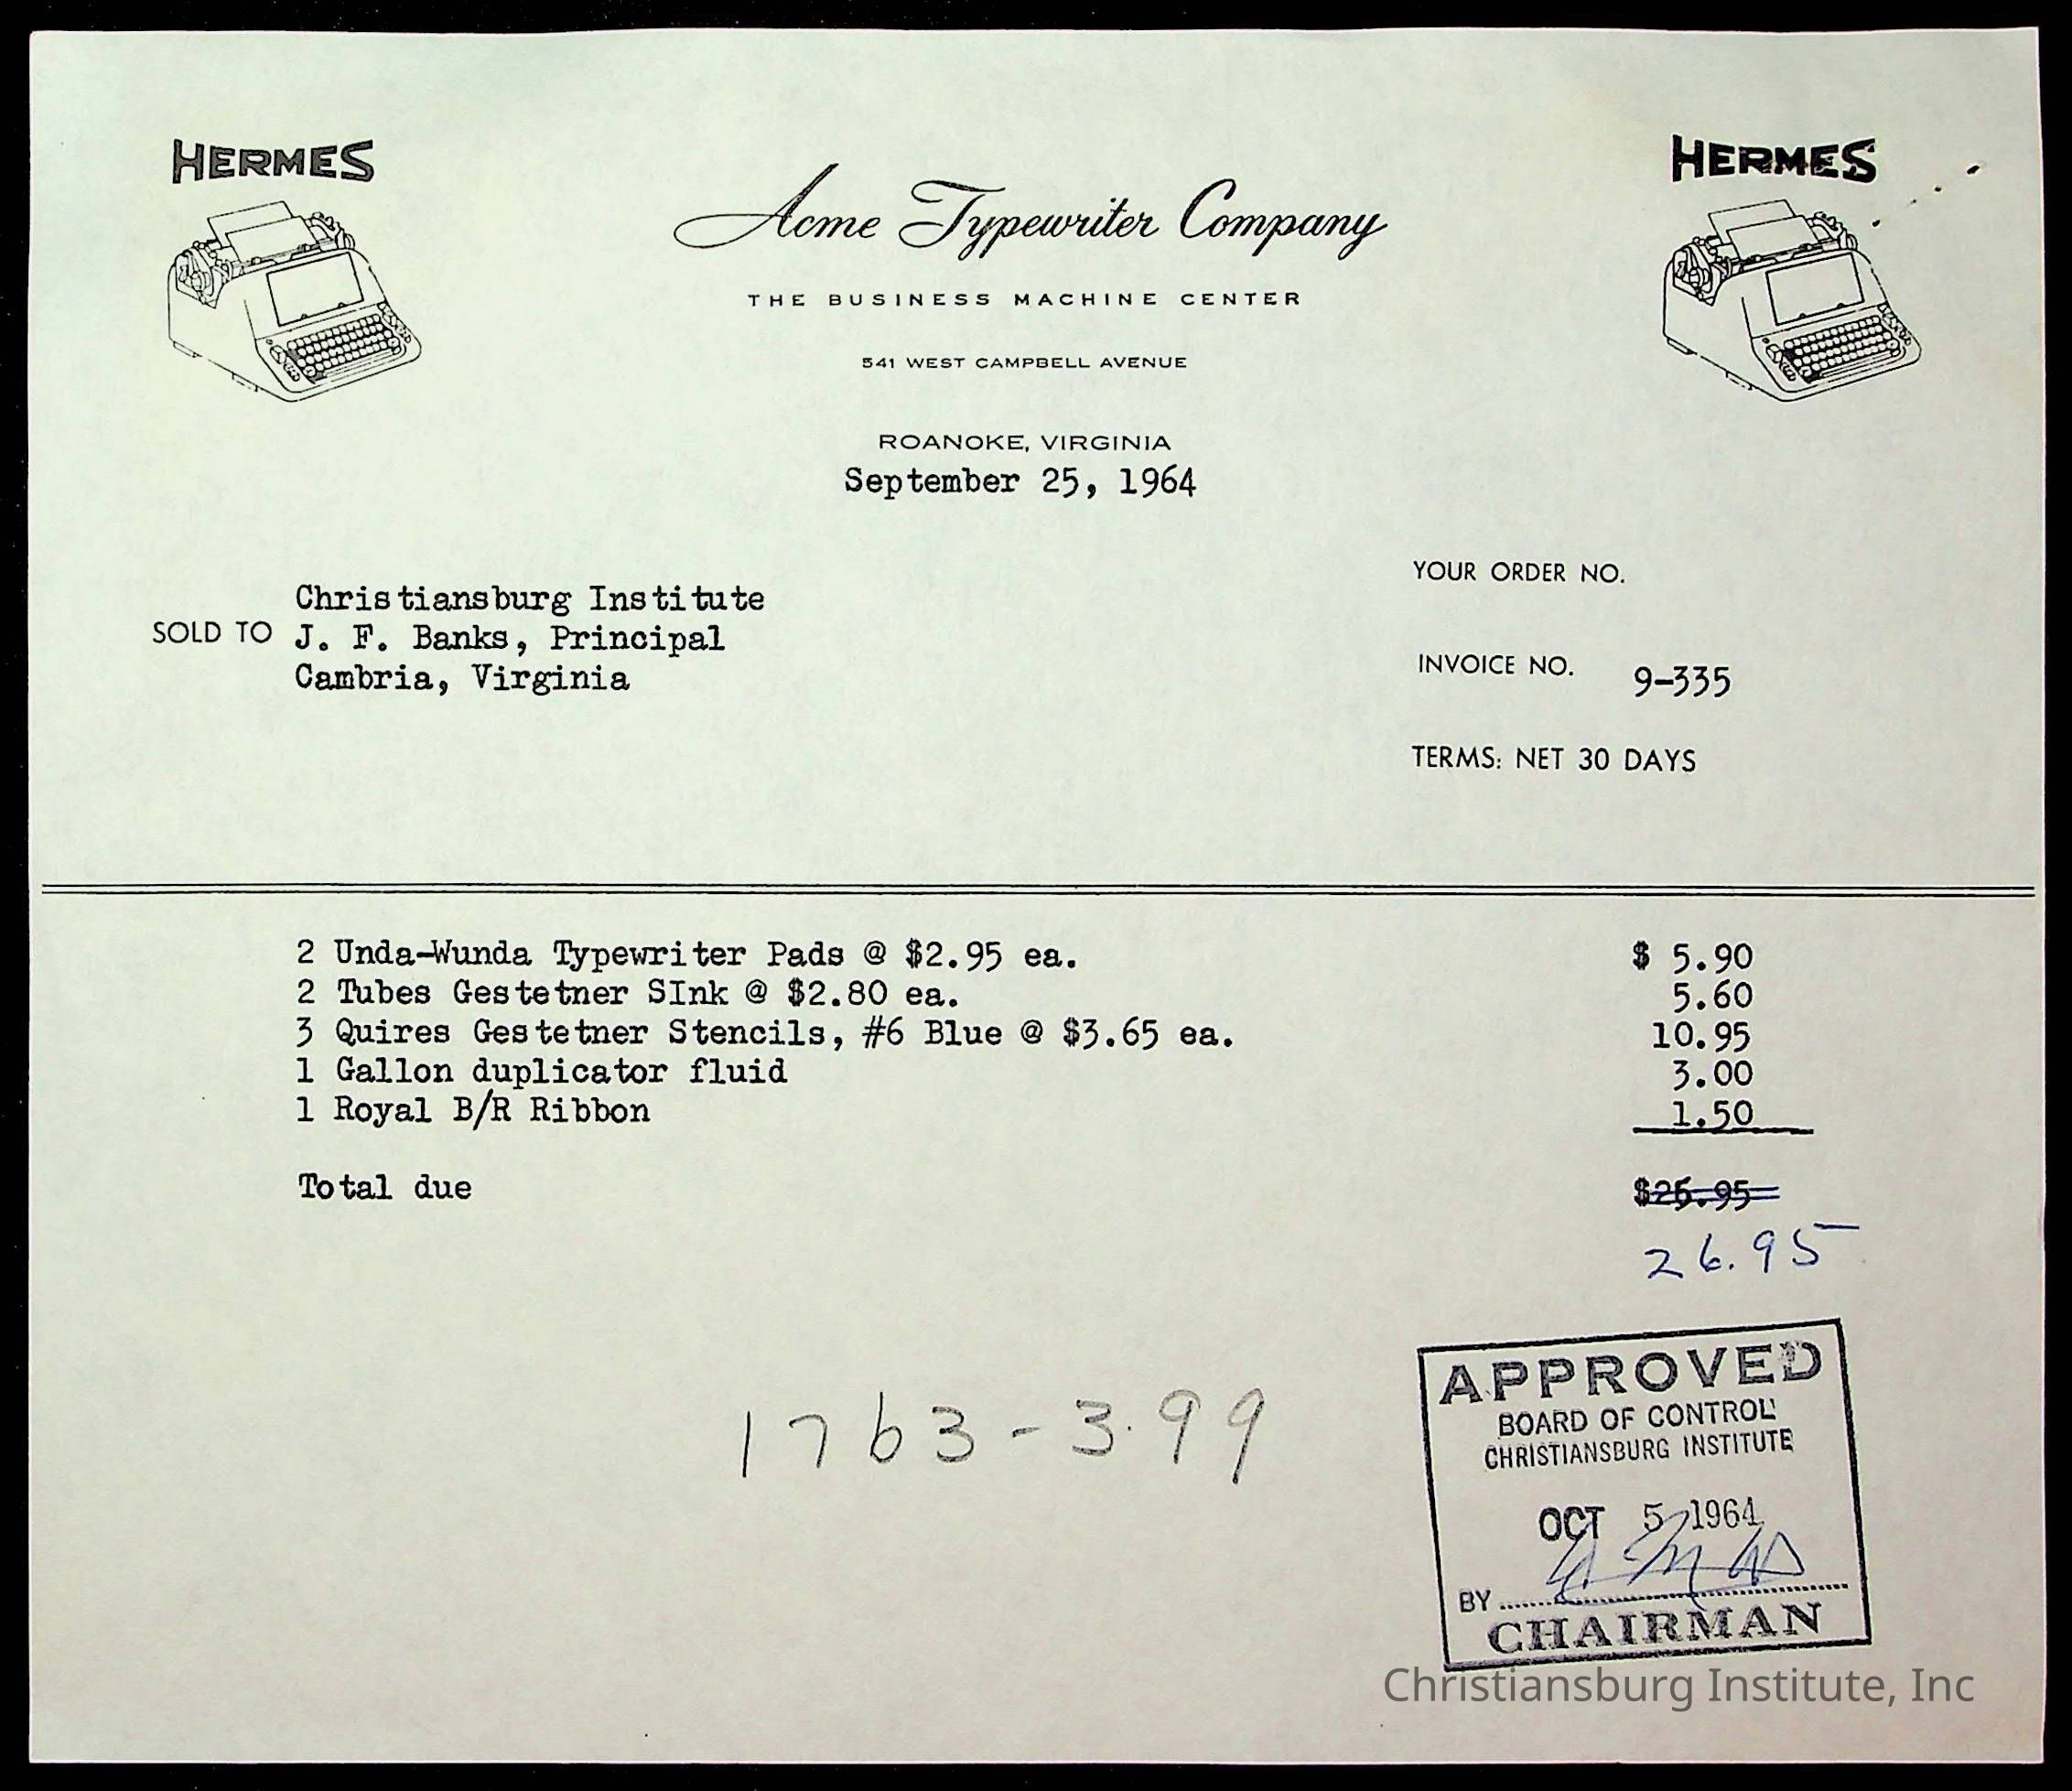 HERMES
HERMES
Acme Typewriter Company
THE BUSINESS MACHINE CENTER
541 WEST CAMPBELL AVENUE
ROANOKE, VIRGINIA
September 25, 1964
YOUR ORDER NO.
Christiansburg Institute
SOLD TO J. F. Banks, Principal
Cambria, Virginia
INVOICE NO. 9-335
TERMS: NET 30 DAYS
2 Unda-Wunda Typewriter Pads @ $2.95 ea. $ 5.90
2 Tubes Gestetner SInk @ $2.80 ea. 5.60
3 Quires Gestetner Stencils, #6 Blue @ $3.65 ea. 10.95
1 Gallon duplicator fluid 3.00
1 Royal B/R Ribbon 1.50
Total due $26.95
26.95
1763-3.99
APPROVED
BOARD OF CONTROL
CHRISTIANSBURG INSTITUTE
OCT 5 1964
BY
CHAIRMAN
Christiansburg Institute, Inc